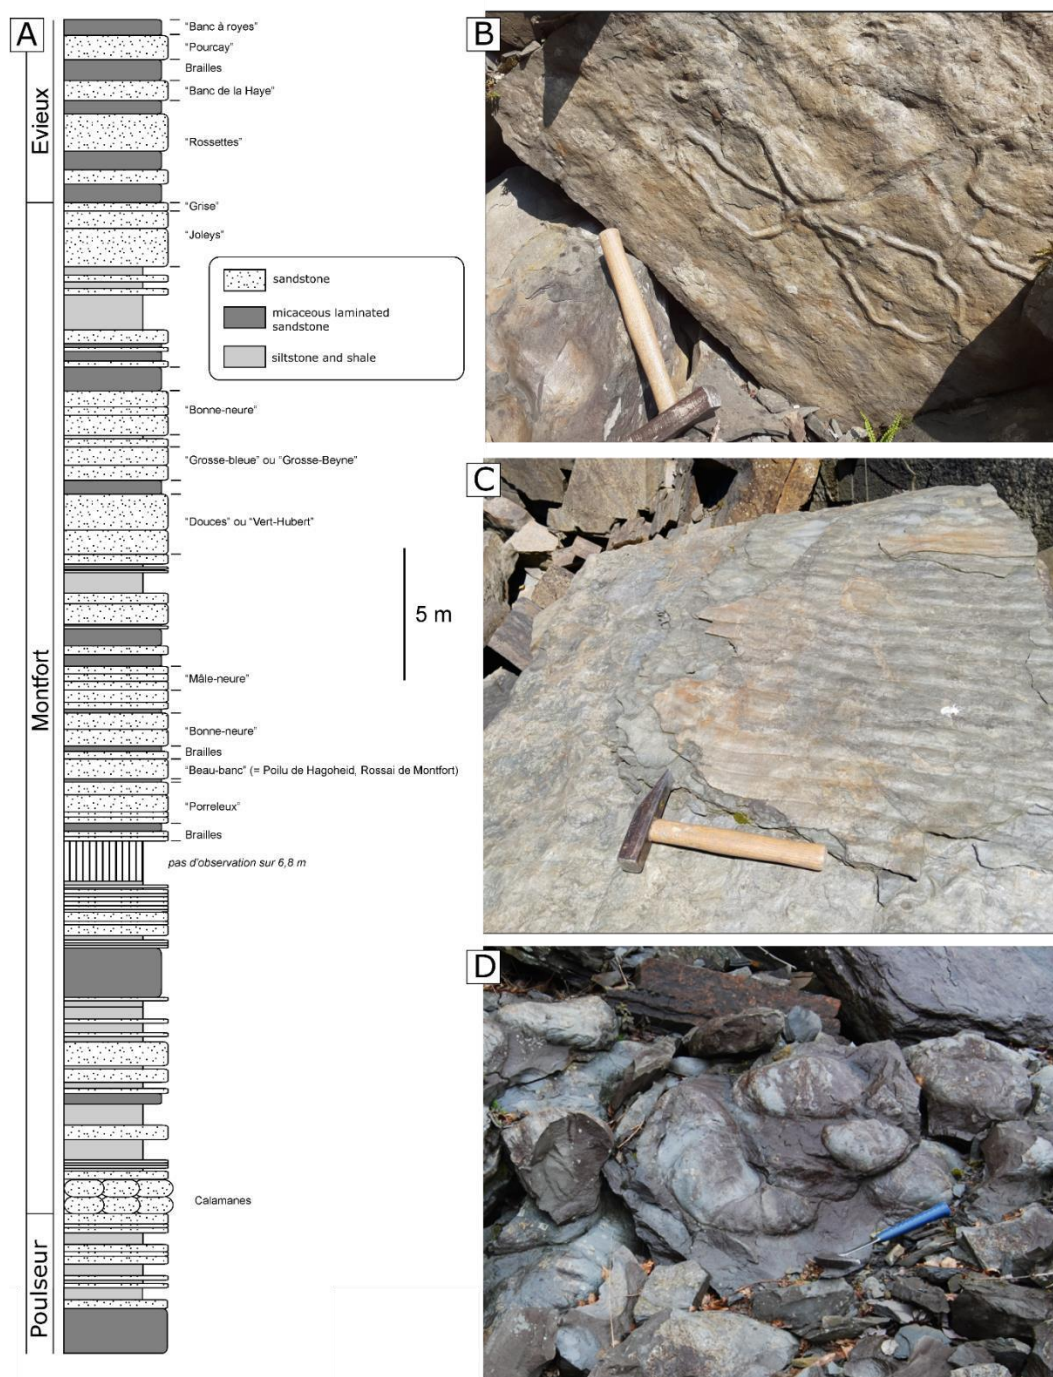 A
"Banc à royes"
"Pourcay"
Brailles
"Banc de la Haye"
"Rossettes"
Evieux
"Grise"
"Joleys"
sandstone
micaceous laminated
sandstone
siltstone and shale
"Bonne-neure"
"Grosse-bleue" ou "Grosse-Beyne"
"Douces" ou "Vert-Hubert"
5 m
Montfort
"Mâle-neure"
"Bonne-neure"
Brailles
"Beau-banc" (= Poilu de Hagoheid, Rossai de Montfort)
"Porreleux"
Brailles
pas d'observation sur 6,8 m
Calamanes
Poulseur
B
C
D